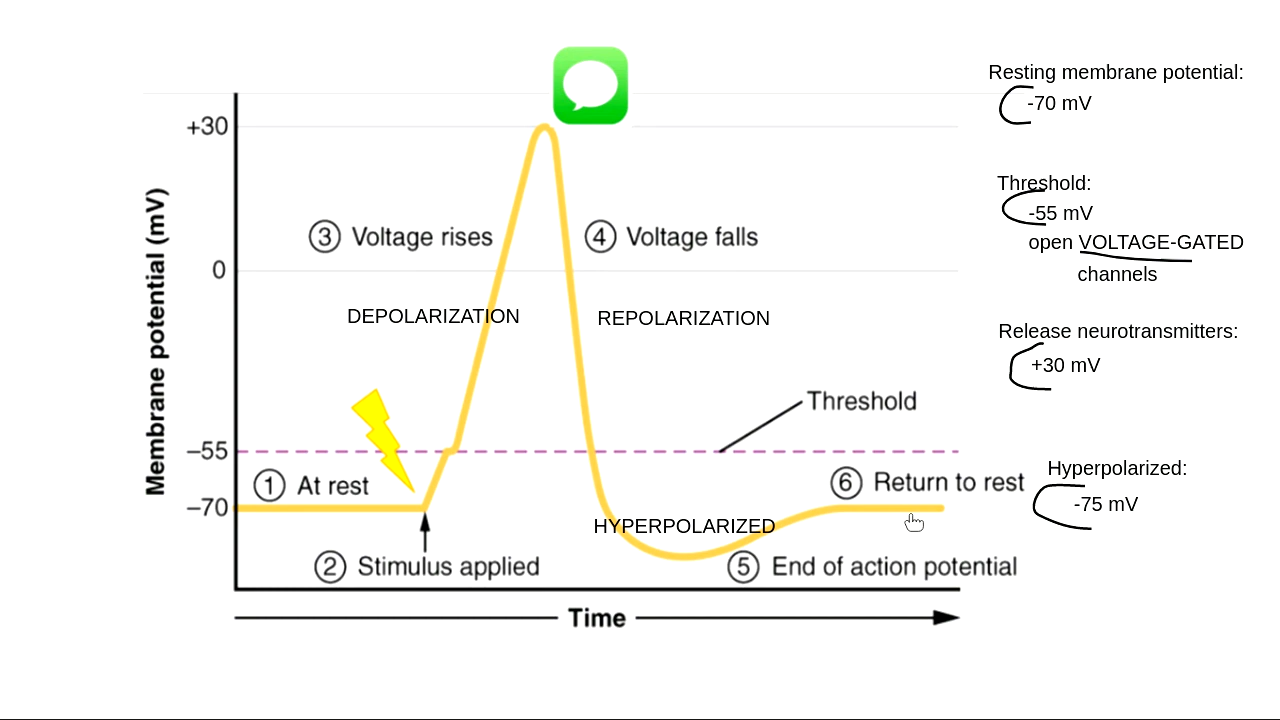 Resting membrane potential:
-70 mV
+30
Threshold:
-55 mV
③ Voltage rises
④ Voltage falls
open VOLTAGE-GATED
channels
0
DEPOLARIZATION
REPOLARIZATION
Release neurotransmitters:
+30 mV
Membrane potential (mV)
Threshold
–55
① At rest
⑥ Return to rest
Hyperpolarized:
-75 mV
–70
HYPERPOLARIZED
② Stimulus applied
⑤ End of action potential
Time